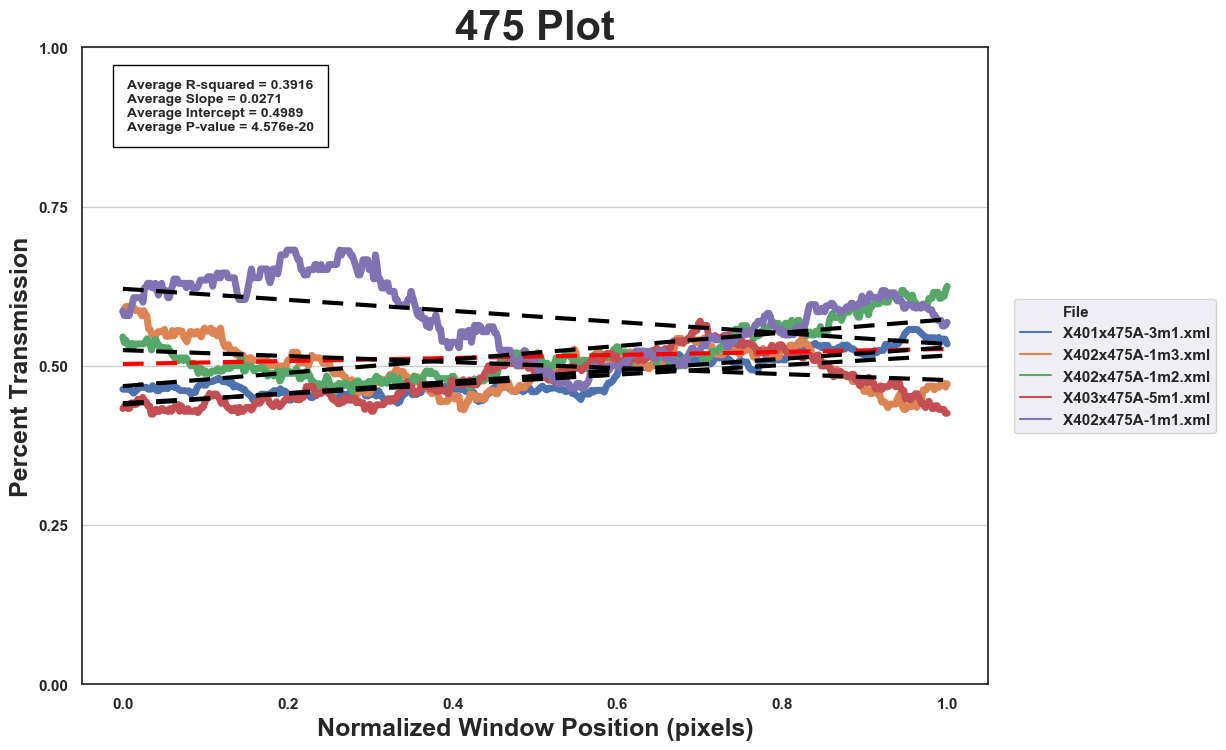 475 Plot
1.00
0.75
0.50
0.25
0.00
Percent Transmission
Average R-squared = 0.3916
Average Slope = 0.0271
Average Intercept = 0.4989
Average P-value = 4.576e-20
0.0 0.2 0.4 0.6 0.8 1.0
Normalized Window Position (pixels)
File
X401x475A-3m1.xml
X402x475A-1m3.xml
X402x475A-1m2.xml
X403x475A-5m1.xml
X402x475A-1m1.xml